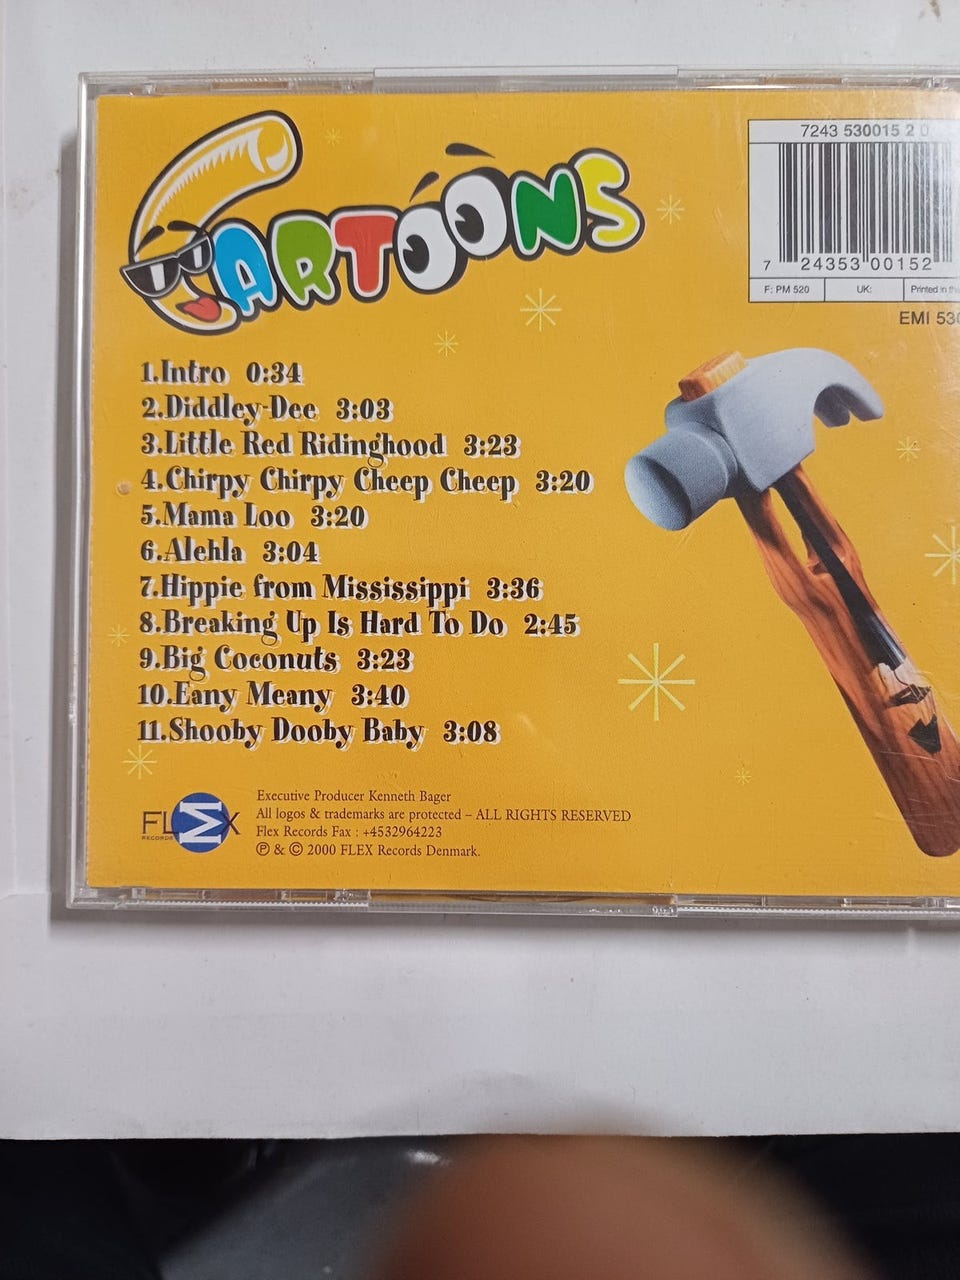 CARTOONS
7243 530015 2 0
7 24353 00152
F: PM 520
UK:
Printed in the
EMI 530
1.Intro 0:34
2.Diddley-Dee 3:03
3.Little Red Ridinghood 3:23
4.Chirpy Chirpy Cheep Cheep 3:20
5.Mama Loo 3:20
6.Alehla 3:04
7.Hippie from Mississippi 3:36
8.Breaking Up Is Hard To Do 2:45
9.Big Coconuts 3:23
10.Eany Meany 3:40
11.Shooby Dooby Baby 3:08
FLEX
RECORDS
Executive Producer Kenneth Bager
All logos & trademarks are protected – ALL RIGHTS RESERVED
Flex Records Fax : +4532964223
℗ & © 2000 FLEX Records Denmark.